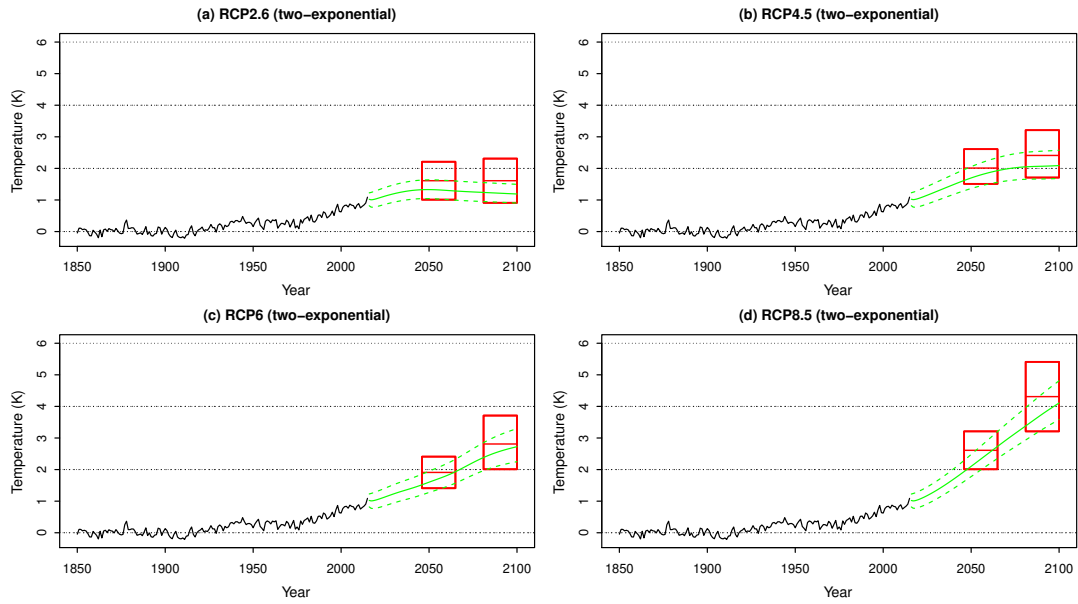 (a) RCP2.6 (two−exponential)
Temperature (K)
6
5
4
3
2
1
0
1850 1900 1950 2000 2050 2100
Year
(b) RCP4.5 (two−exponential)
Temperature (K)
6
5
4
3
2
1
0
1850 1900 1950 2000 2050 2100
Year
(c) RCP6 (two−exponential)
Temperature (K)
6
5
4
3
2
1
0
1850 1900 1950 2000 2050 2100
Year
(d) RCP8.5 (two−exponential)
Temperature (K)
6
5
4
3
2
1
0
1850 1900 1950 2000 2050 2100
Year